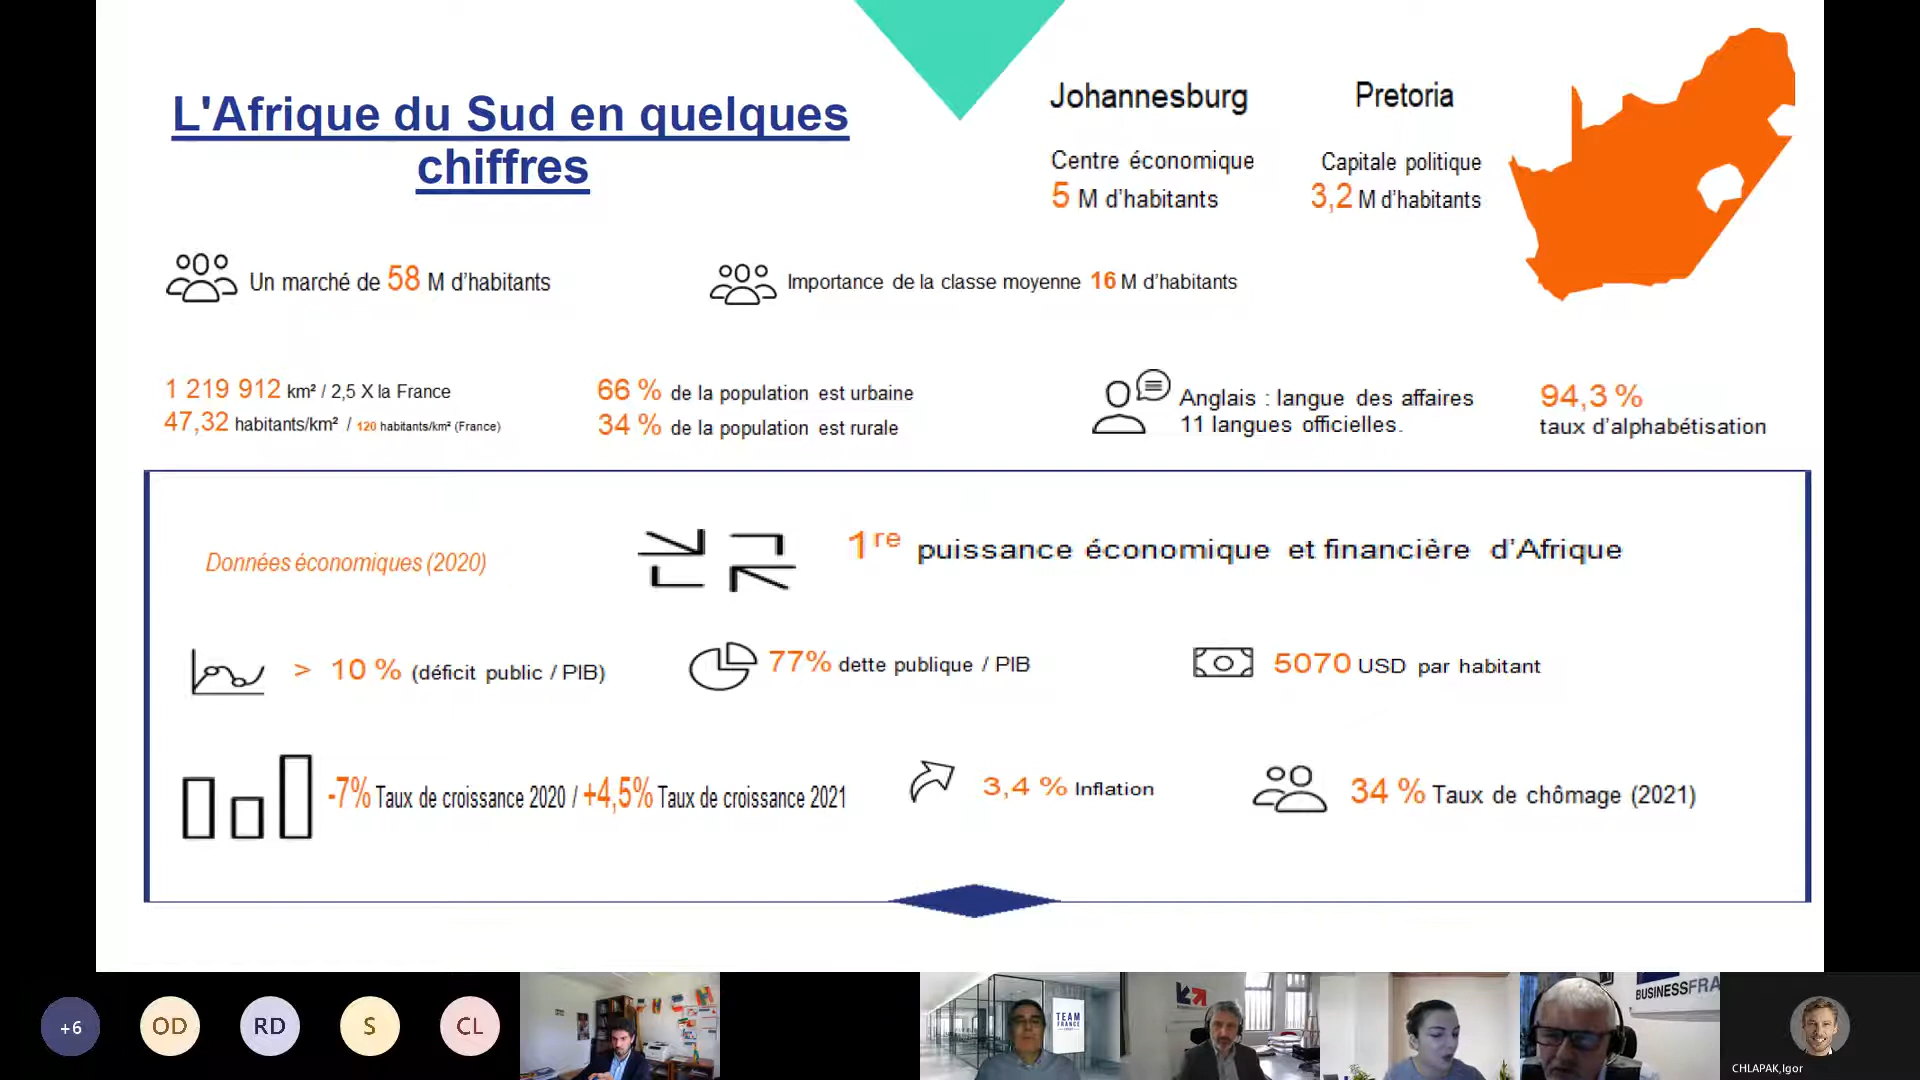 L'Afrique du Sud en quelques
chiffres
Johannesburg
Centre économique
5 M d'habitants
Pretoria
Capitale politique
3,2 M d'habitants
Un marché de 58 M d'habitants
Importance de la classe moyenne 16 M d'habitants
1 219 912 km² / 2,5 X la France
47,32 habitants/km² / 120 habitants/km² (France)
66 % de la population est urbaine
34 % de la population est rurale
Anglais : langue des affaires
11 langues officielles.
94,3 %
taux d'alphabétisation
Données économiques (2020)
1re puissance économique et financière d'Afrique
> 10 % (déficit public / PIB)
77% dette publique / PIB
5070 USD par habitant
-7% Taux de croissance 2020 / +4,5% Taux de croissance 2021
3,4 % Inflation
34 % Taux de chômage (2021)
+6
OD
RD
S
CL
TEAM
FRANCE
BUSINESSFRA
CHLAPAK,Igor